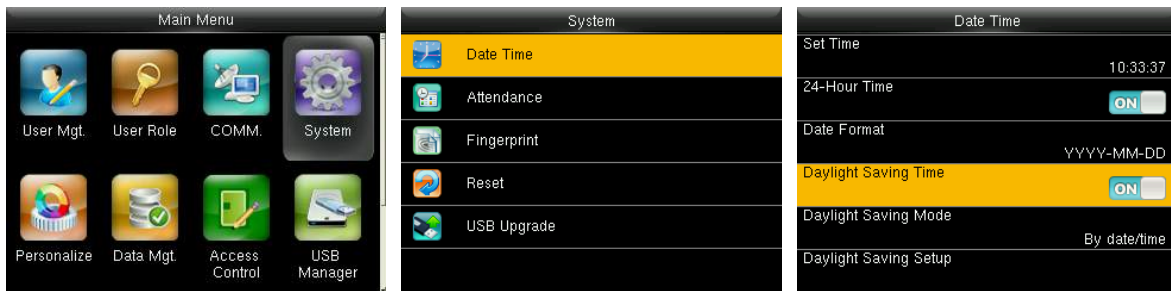 Main Menu
User Mgt.
User Role
COMM.
System
Personalize
Data Mgt.
Access
Control
USB
Manager
System
Date Time
Attendance
Fingerprint
Reset
USB Upgrade
Date Time
Set Time
10:33:37
24-Hour Time
ON
Date Format
YYYY-MM-DD
Daylight Saving Time
ON
Daylight Saving Mode
By date/time
Daylight Saving Setup